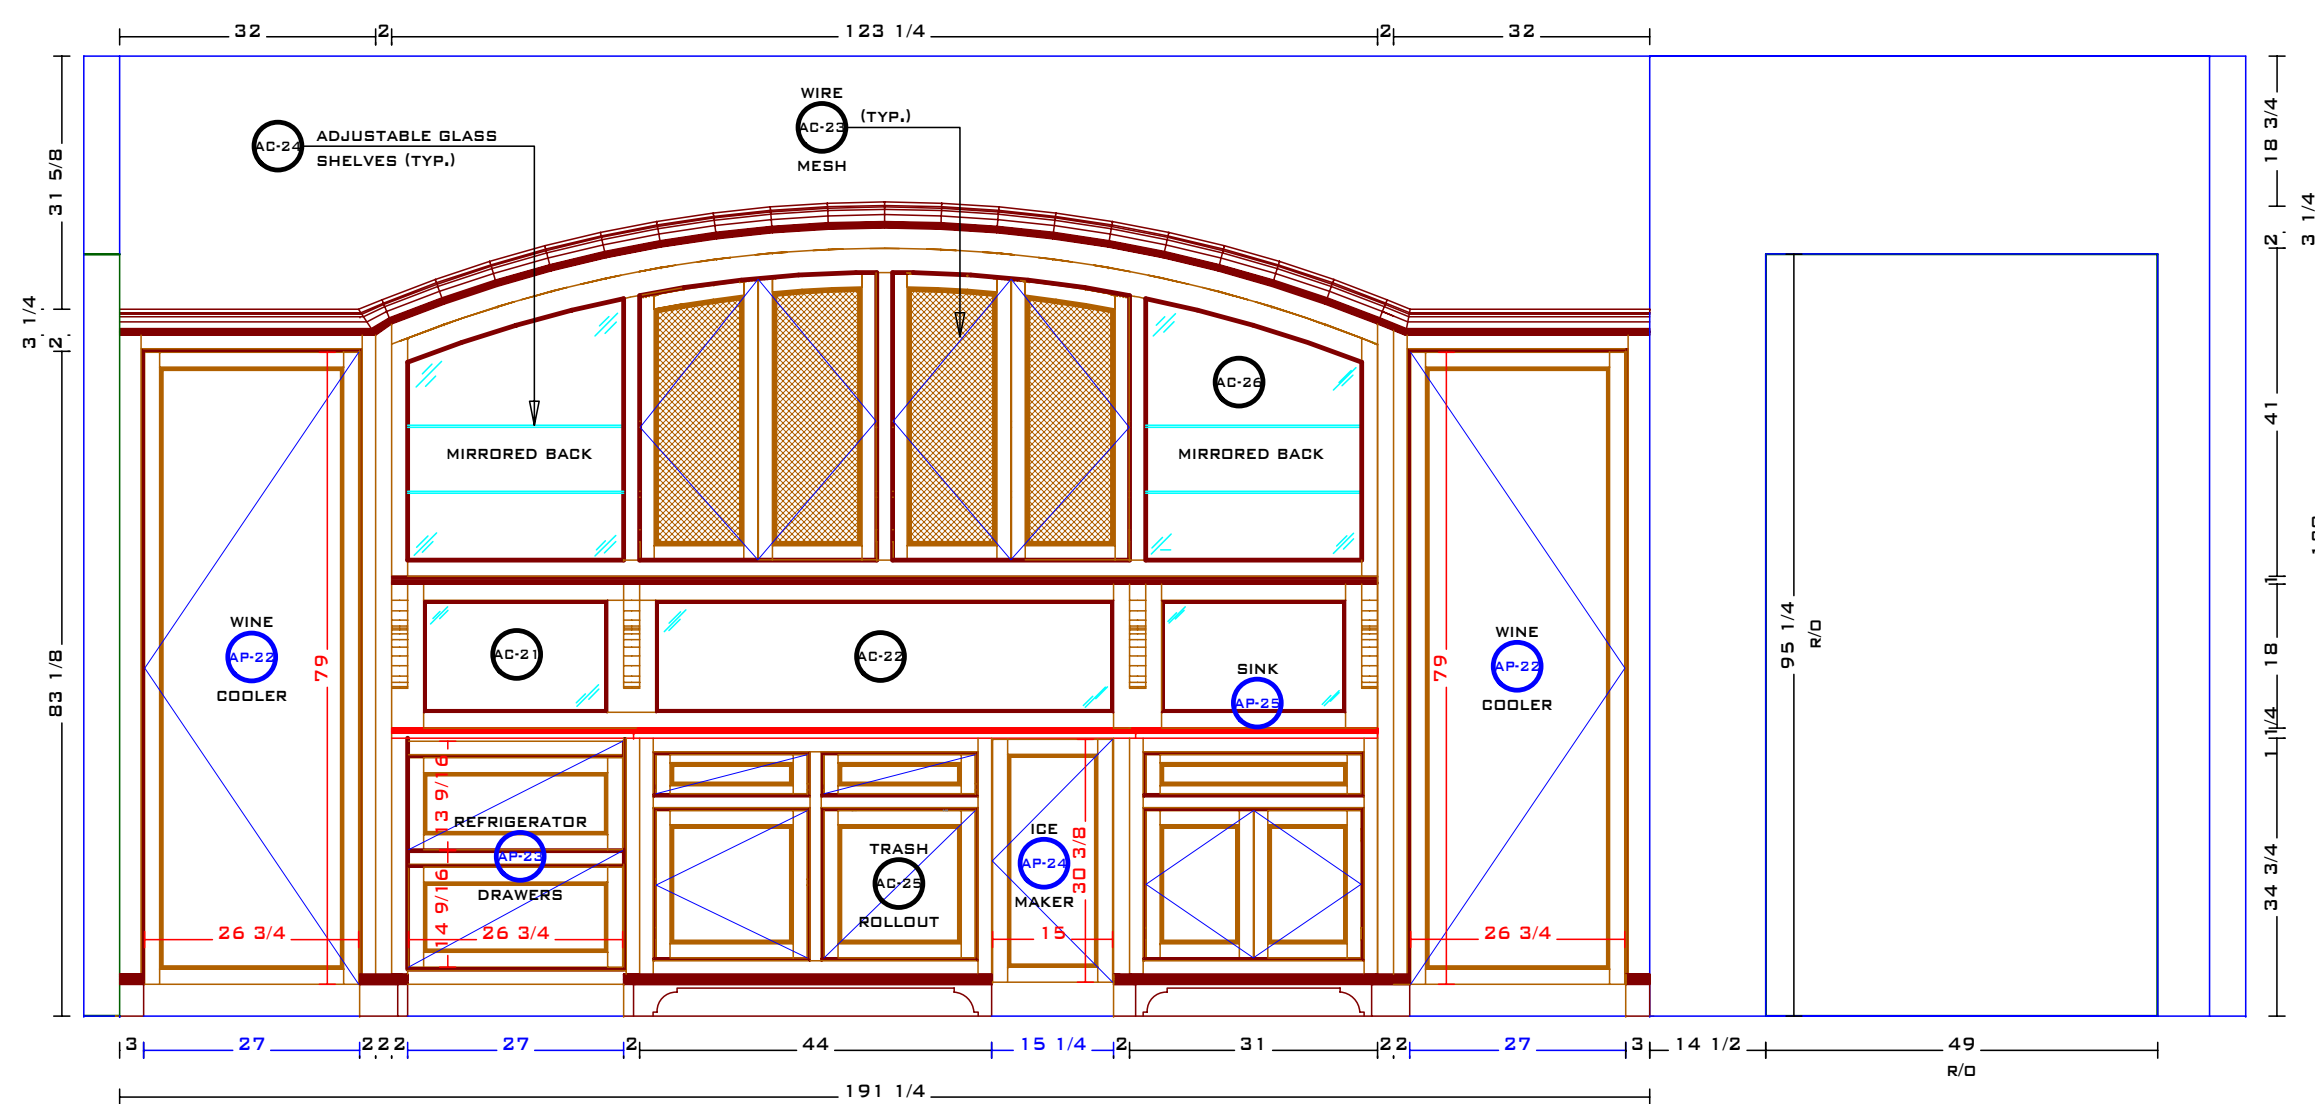 32
2
123 1/4
2
32
31 5/8
3 1/4
2
83 1/8
18 3/4
3 1/4
2
41
1
18
1 1/4
34 3/4
AC-24
ADJUSTABLE GLASS
SHELVES (TYP.)
WIRE
AC-23
(TYP.)
MESH
AC-26
MIRRORED BACK
MIRRORED BACK
WINE
AP-22
COOLER
79
AC-21
AC-22
SINK
AP-25
79
WINE
AP-22
COOLER
95 1/4
R/O
13 9/16
REFRIGERATOR
AP-23
DRAWERS
14 9/16
TRASH
AC-25
ROLLOUT
ICE
AP-24
MAKER
30 3/8
26 3/4
26 3/4
15
26 3/4
3
27
2
2
2
27
2
44
15 1/4
2
31
2
2
27
3
14 1/2
49
R/O
191 1/4